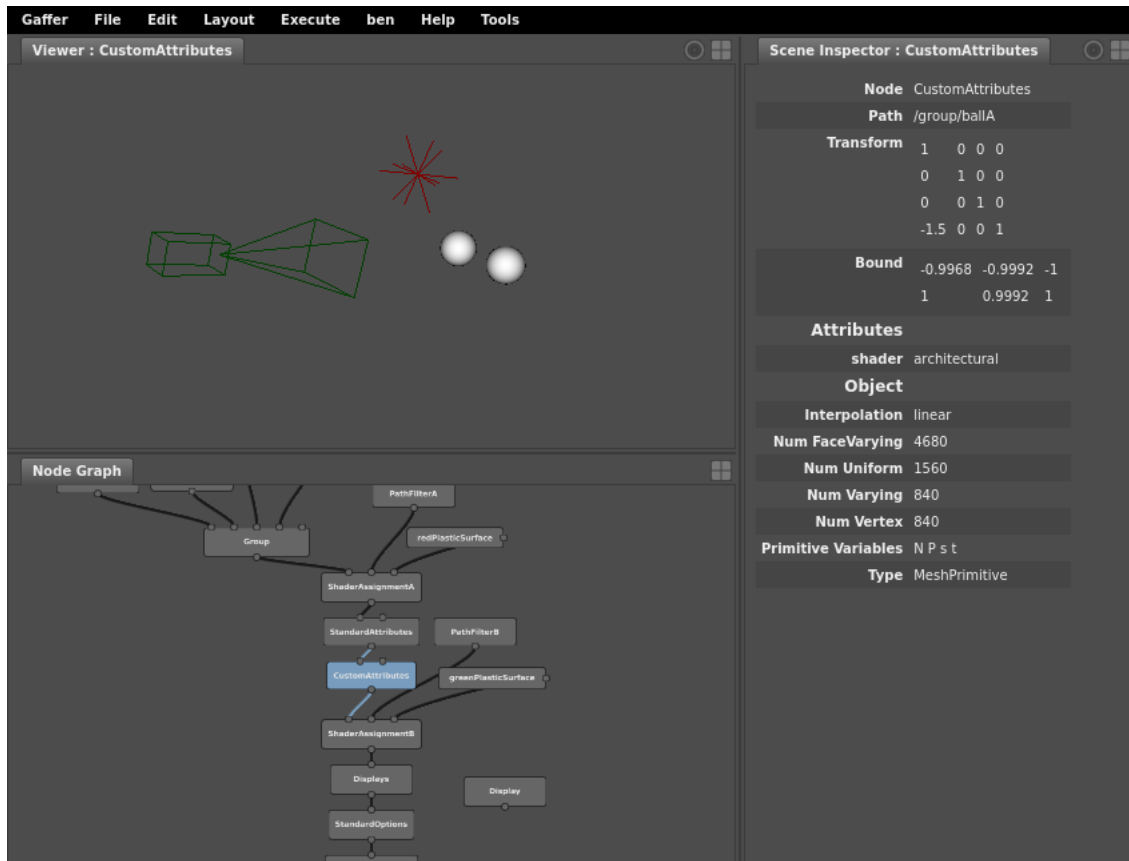 Gaffer File Edit Layout Execute ben Help Tools
Viewer : CustomAttributes
Scene Inspector : CustomAttributes
Node CustomAttributes
Path /group/ballA
Transform 1 0 0 0
0 1 0 0
0 0 1 0
-1.5 0 0 1
Bound -0.9968 -0.9992 -1
1 0.9992 1
Attributes
shader architectural
Object
Interpolation linear
Num FaceVarying 4680
Num Uniform 1560
Num Varying 840
Num Vertex 840
Primitive Variables N P s t
Type MeshPrimitive
Node Graph
PathFilterA
redPlasticSurface
Group
ShaderAssignmentA
StandardAttributes
PathFilterB
CustomAttributes
greenPlasticSurface
ShaderAssignmentB
Displays
Display
StandardOptions